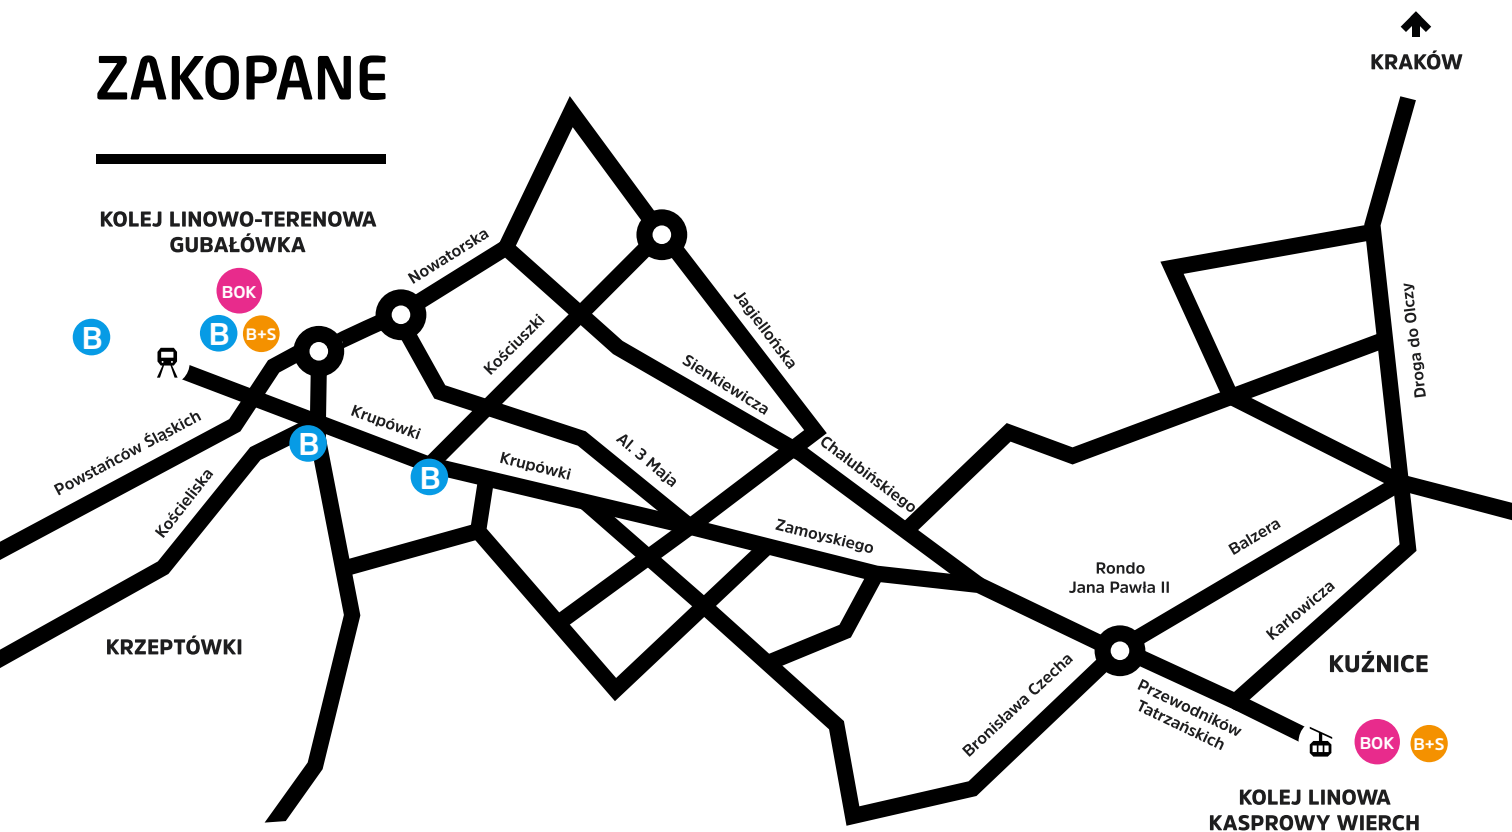 KRAKÓW
ZAKOPANE
KOLEJ LINOWO-TERENOWA
GUBAŁÓWKA
BOK
B
B
B+S
Nowatorska
Jagiellońska
Droga do Olczy
Kościuszki
Sienkiewicza
Krupówki
Powstańców Śląskich
B
Al. 3 Maja
Krupówki
B
Chałubińskiego
Kościeliska
Zamoyskiego
Balzera
Rondo
Jana Pawła II
Karłowicza
KRZEPTÓWKI
KUŹNICE
Bronisława Czecha
Przewodników
Tatrzańskich
BOK
B+S
KOLEJ LINOWA
KASPROWY WIERCH